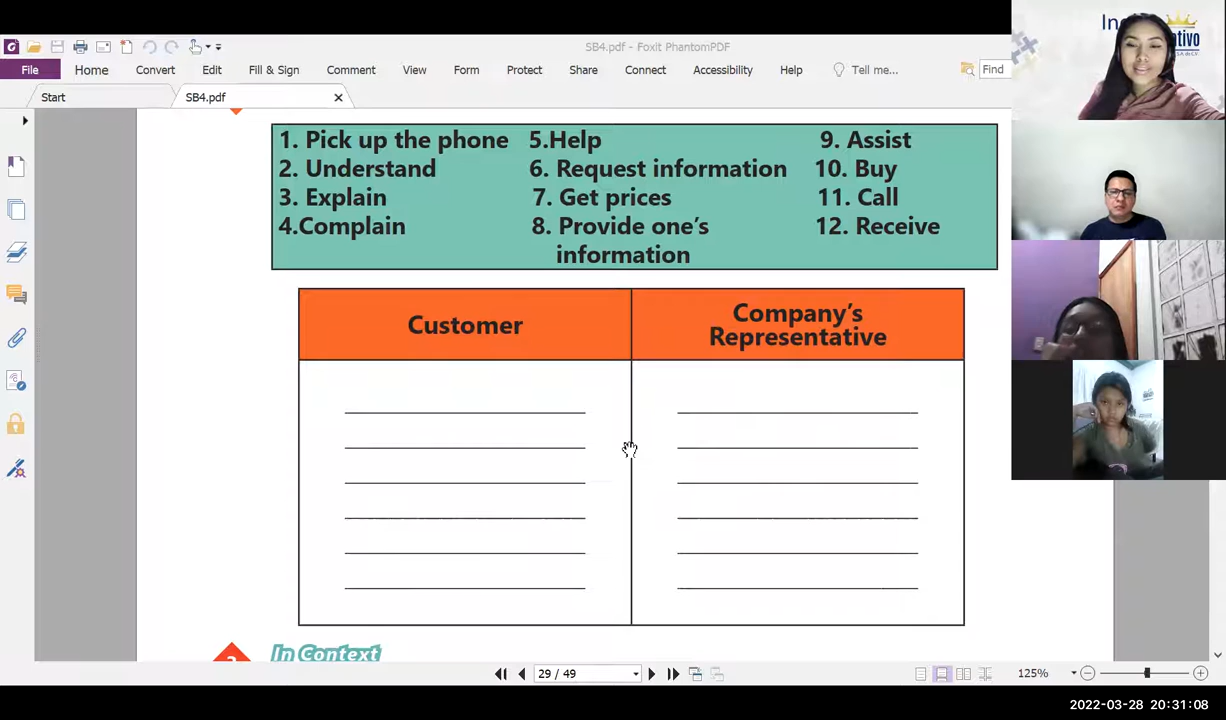 SB4.pdf - Foxit PhantomPDF
File Home Convert Edit Fill & Sign Comment View Form Protect Share Connect Accessibility Help Tell me... Find
Start SB4.pdf
1. Pick up the phone 5.Help 9. Assist
2. Understand 6. Request information 10. Buy
3. Explain 7. Get prices 11. Call
4.Complain 8. Provide one's 12. Receive
information
Customer Company's
Representative
In Context
29 / 49 125%
2022-03-28 20:31:08